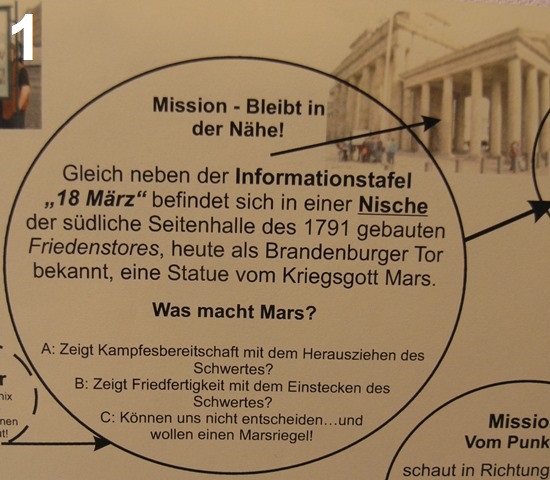 1
Mission - Bleibt in
der Nähe!
Gleich neben der Informationstafel
„18 März“ befindet sich in einer Nische
der südliche Seitenhalle des 1791 gebauten
Friedenstores, heute als Brandenburger Tor
bekannt, eine Statue vom Kriegsgott Mars.
Was macht Mars?
A: Zeigt Kampfesbereitschaft mit dem Herausziehen des
Schwertes?
B: Zeigt Friedfertigkeit mit dem Einstecken des
Schwertes?
C: Können uns nicht entscheiden...und
wollen einen Marsriegel!
Missio
Vom Punk
schaut in Richtung